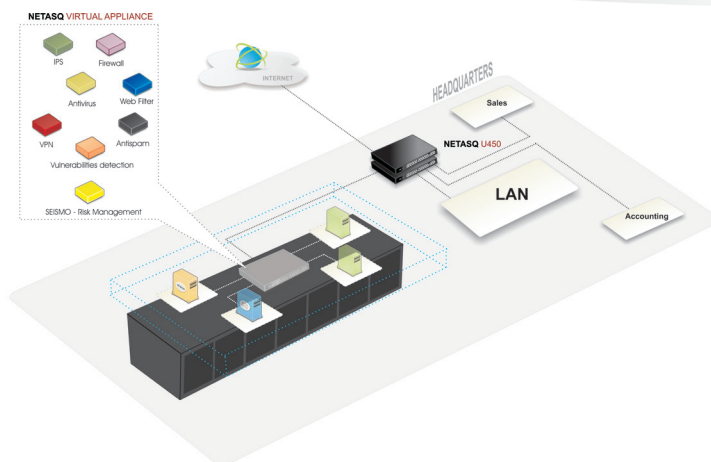 NETASQ VIRTUAL APPLIANCE
IPS
Firewall
Antivirus
Web Filter
VPN
Antispam
Vulnerabilities detection
SEISMO - Risk Management
INTERNET
HEADQUARTERS
Sales
NETASQ U450
LAN
Accounting